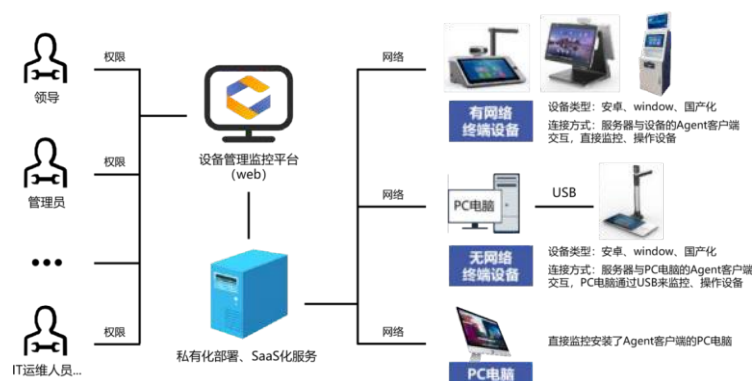 权限
领导
权限
管理员
•••
权限
IT运维人员...
设备管理监控平台
(web)
私有化部署、SaaS化服务
网络
有网络
终端设备
设备类型：安卓、window、国产化
连接方式：服务器与设备的Agent客户端
交互，直接监控、操作设备
网络
PC电脑
USB
无网络
终端设备
设备类型：安卓、window、国产化
连接方式：服务器与PC电脑的Agent客户端
交互，PC电脑通过USB来监控、操作设备
网络
PC电脑
直接监控安装了Agent客户端的PC电脑